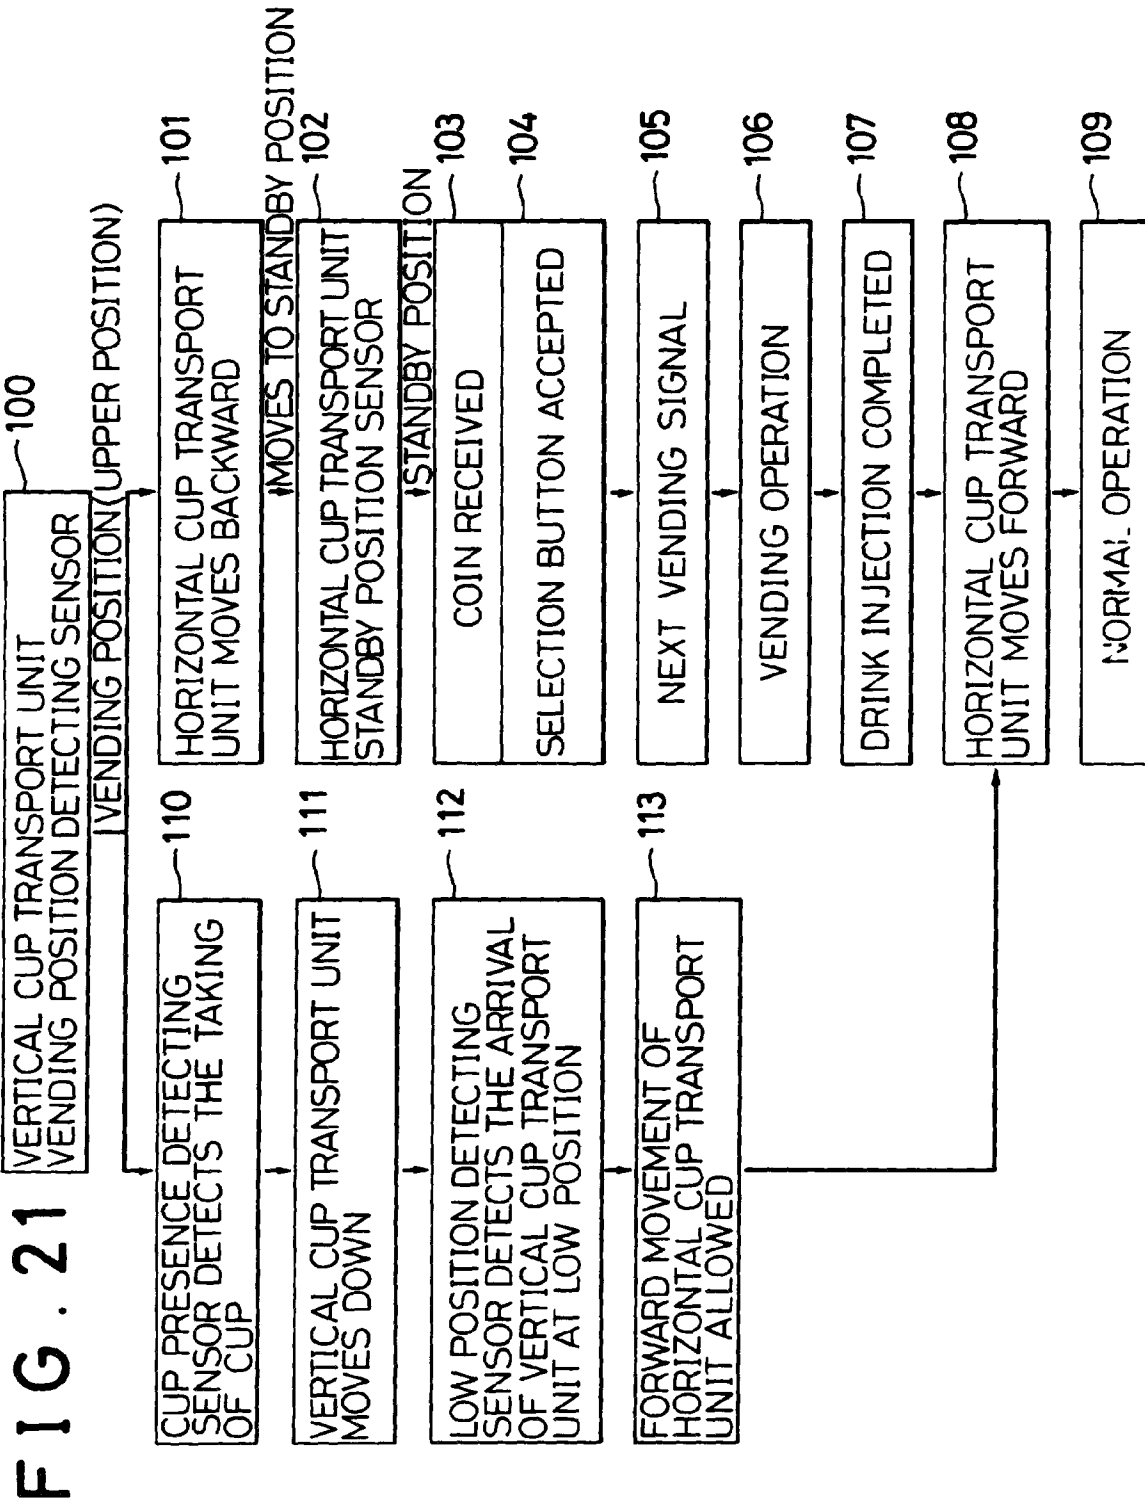 FIG. 21
VERTICAL CUP TRANSPORT UNIT
VENDING POSITION DETECTING SENSOR
100
VENDING POSITION(UPPER POSITION)
HORIZONTAL CUP TRANSPORT
UNIT MOVES BACKWARD
101
MOVES TO STANDBY POSITION
HORIZONTAL CUP TRANSPORT UNIT
STANDBY POSITION SENSOR
102
STANDBY POSITION
COIN RECEIVED
103
SELECTION BUTTON ACCEPTED
104
NEXT VENDING SIGNAL
105
VENDING OPERATION
106
DRINK INJECTION COMPLETED
107
HORIZONTAL CUP TRANSPORT
UNIT MOVES FORWARD
108
NORMAL OPERATION
109
CUP PRESENCE DETECTING
SENSOR DETECTS THE TAKING
OF CUP
110
VERTICAL CUP TRANSPORT UNIT
MOVES DOWN
111
LOW POSITION DETECTING
SENSOR DETECTS THE ARRIVAL
OF VERTICAL CUP TRANSPORT
UNIT AT LOW POSITION
112
FORWARD MOVEMENT OF
HORIZONTAL CUP TRANSPORT
UNIT ALLOWED
113